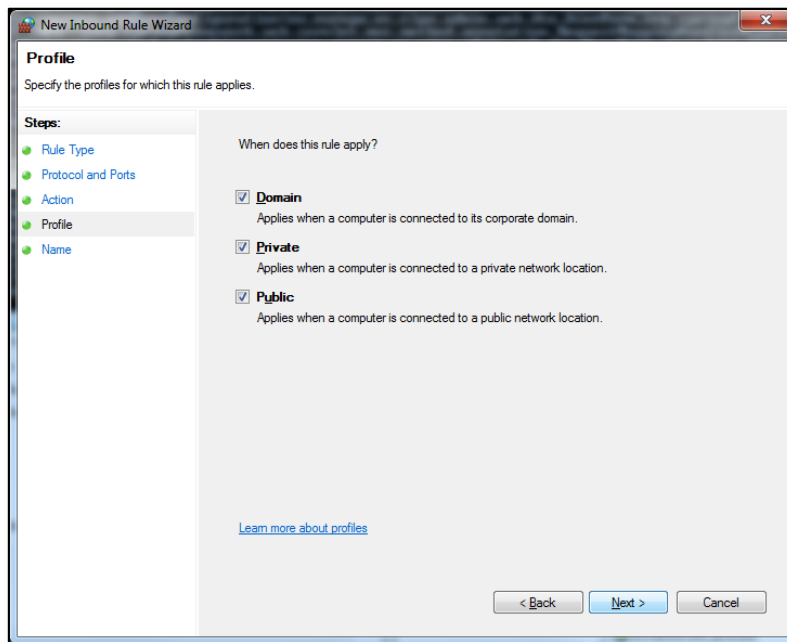 New Inbound Rule Wizard
Profile
Specify the profiles for which this rule applies.
Steps:
Rule Type
Protocol and Ports
Action
Profile
Name
When does this rule apply?
Domain
Applies when a computer is connected to its corporate domain.
Private
Applies when a computer is connected to a private network location.
Public
Applies when a computer is connected to a public network location.
Learn more about profiles
< Back
Next >
Cancel